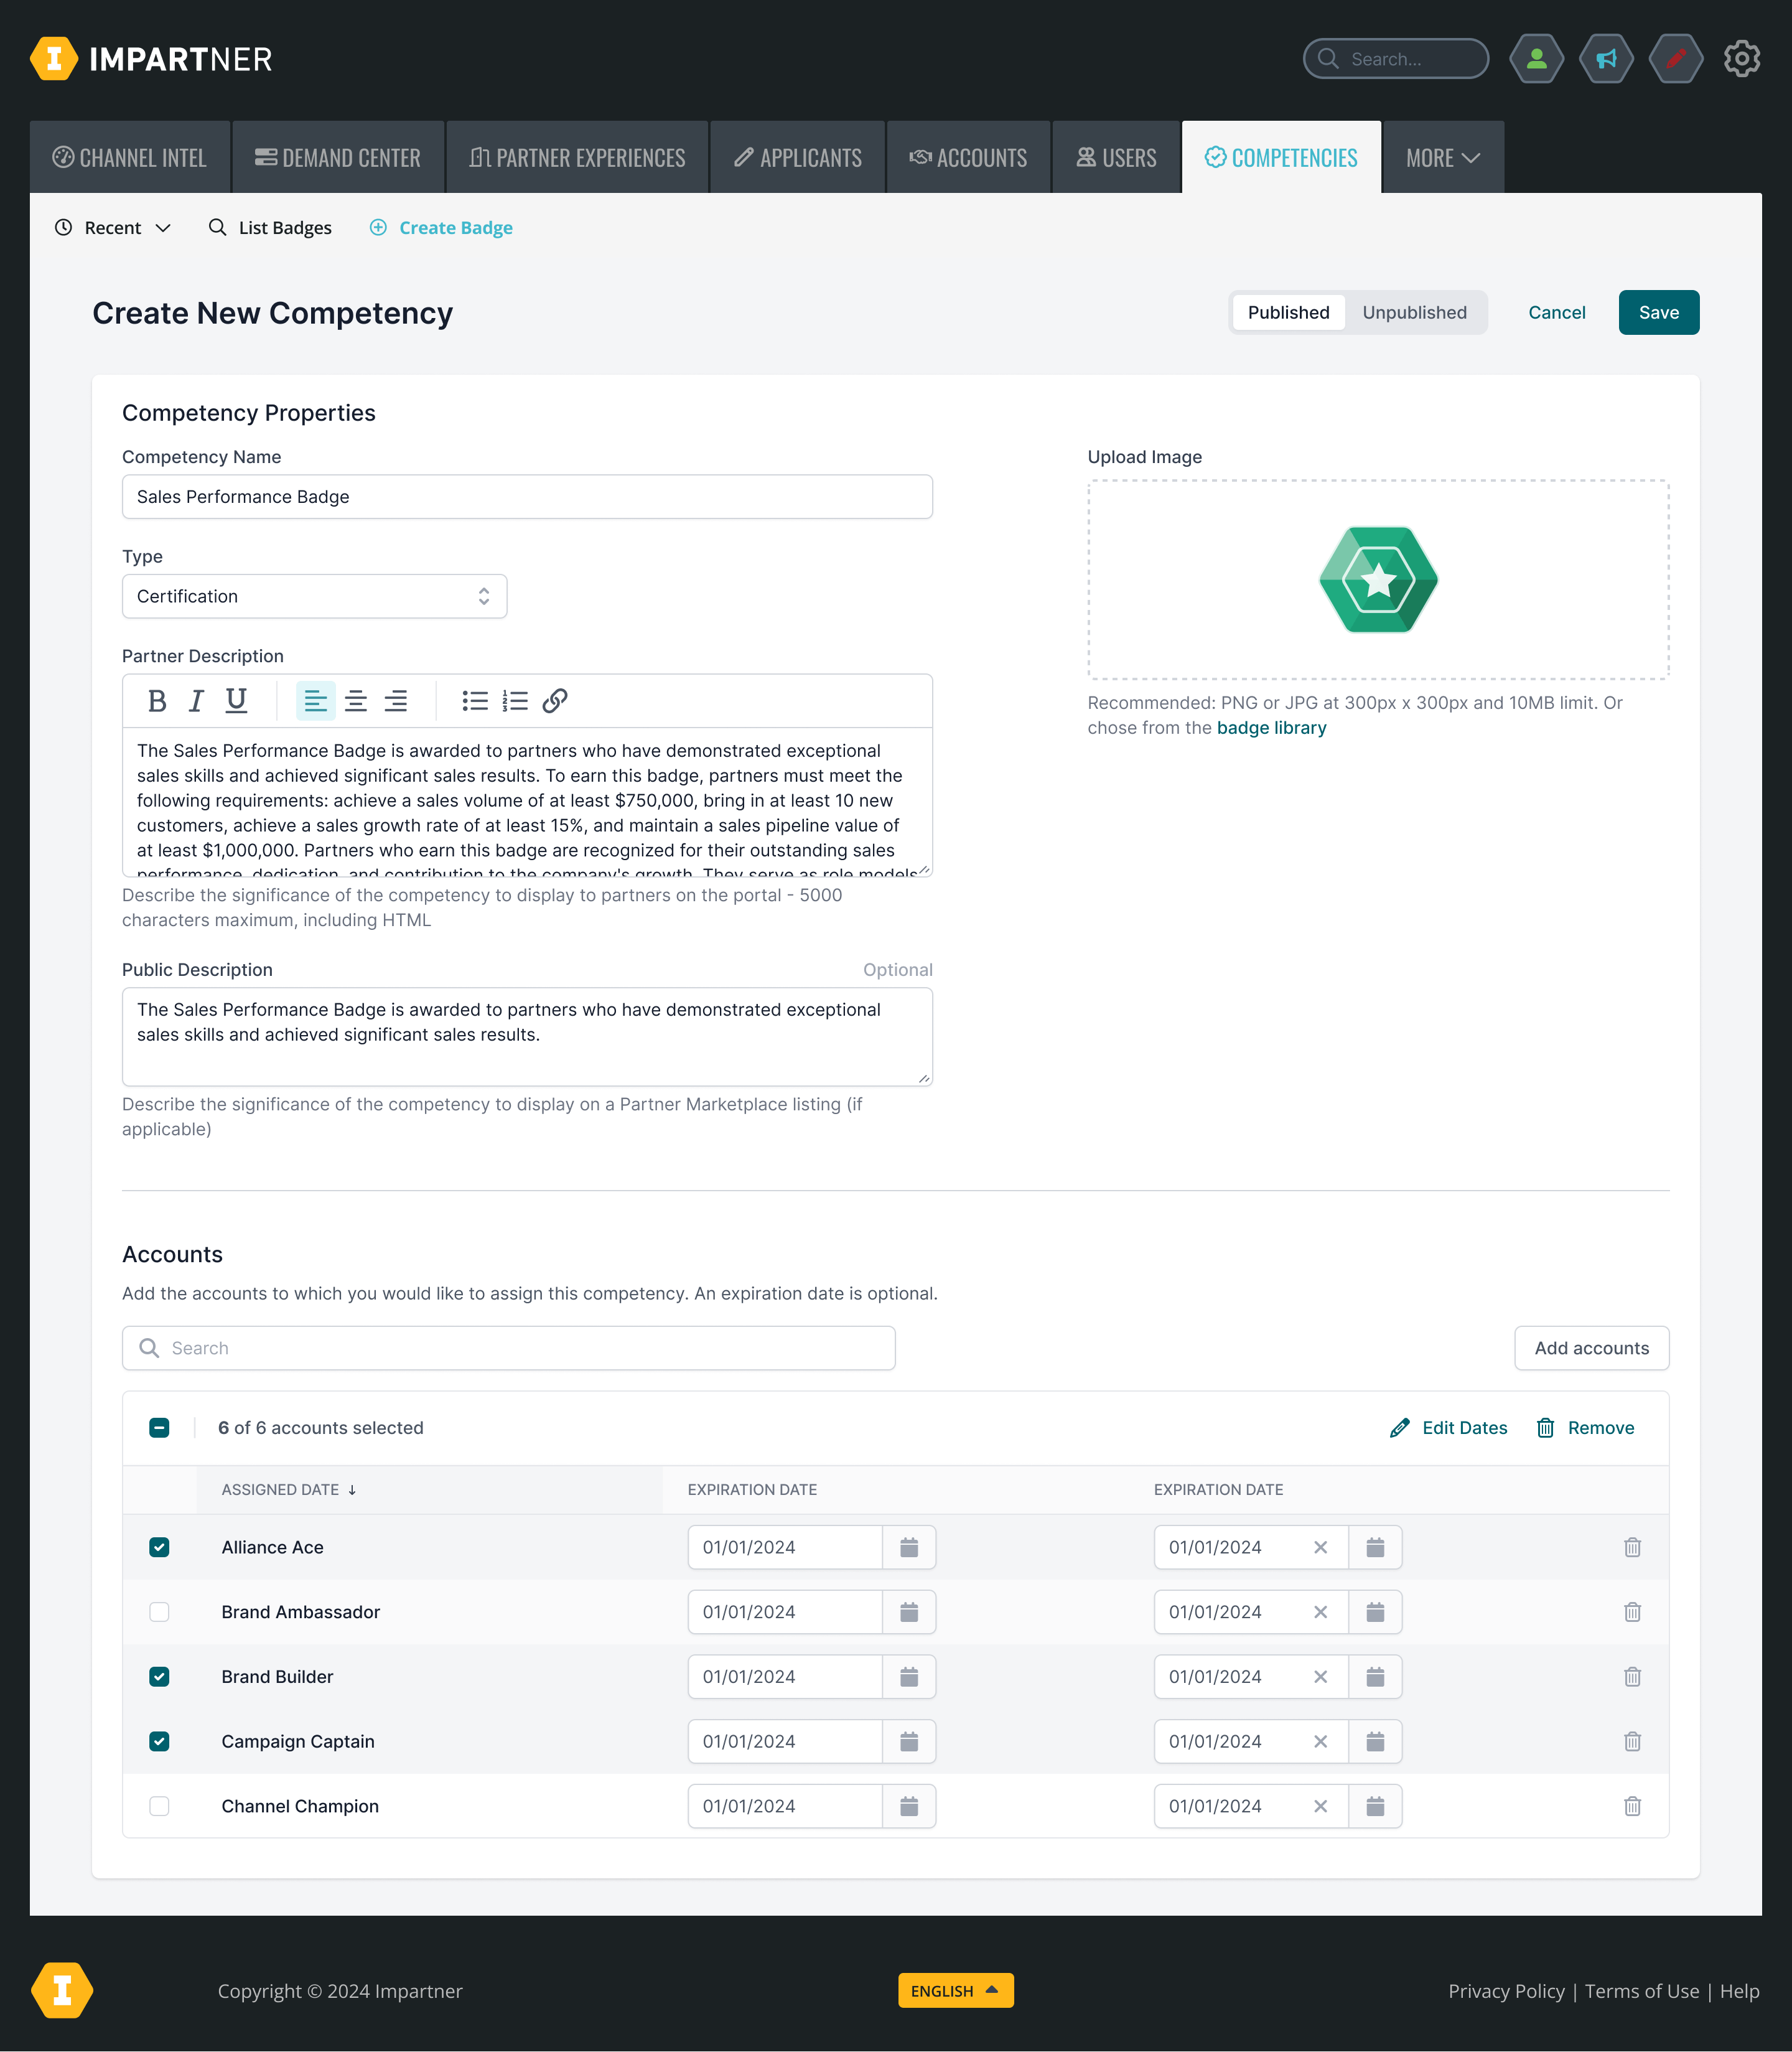 IMPARTNER
Search...
CHANNEL INTEL
DEMAND CENTER
PARTNER EXPERIENCES
APPLICANTS
ACCOUNTS
USERS
COMPETENCIES
MORE
Recent
List Badges
Create Badge
Create New Competency
Published
Unpublished
Cancel
Save
Competency Properties
Competency Name
Sales Performance Badge
Type
Certification
Partner Description
B I U
The Sales Performance Badge is awarded to partners who have demonstrated exceptional
sales skills and achieved significant sales results. To earn this badge, partners must meet the
following requirements: achieve a sales volume of at least $750,000, bring in at least 10 new
customers, achieve a sales growth rate of at least 15%, and maintain a sales pipeline value of
at least $1,000,000. Partners who earn this badge are recognized for their outstanding sales
performance, dedication, and contribution to the company's growth. They serve as role models
Describe the significance of the competency to display to partners on the portal - 5000
characters maximum, including HTML
Public Description
Optional
The Sales Performance Badge is awarded to partners who have demonstrated exceptional
sales skills and achieved significant sales results.
Describe the significance of the competency to display on a Partner Marketplace listing (if
applicable)
Upload Image
Recommended: PNG or JPG at 300px x 300px and 10MB limit. Or
chose from the badge library
Accounts
Add the accounts to which you would like to assign this competency. An expiration date is optional.
Search
Add accounts
6 of 6 accounts selected
Edit Dates
Remove
ASSIGNED DATE ↓
EXPIRATION DATE
EXPIRATION DATE
Alliance Ace
01/01/2024
01/01/2024
Brand Ambassador
01/01/2024
01/01/2024
Brand Builder
01/01/2024
01/01/2024
Campaign Captain
01/01/2024
01/01/2024
Channel Champion
01/01/2024
01/01/2024
Copyright © 2024 Impartner
ENGLISH
Privacy Policy | Terms of Use | Help